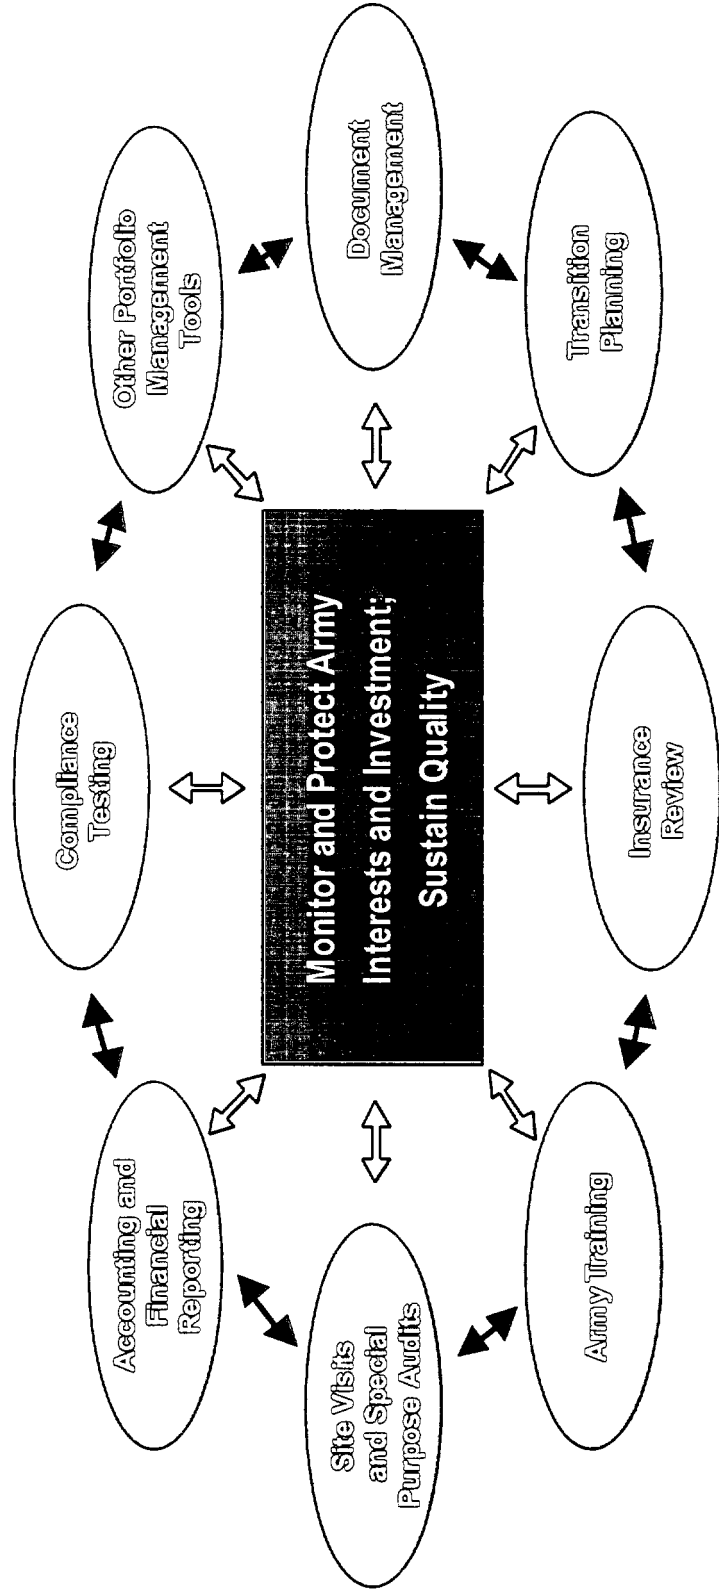 Compliance
Testing
Accounting and
Financial
Reporting
Other Portfolio
Management
Tools
Site Visits
and Special
Purpose Audits
Monitor and Protect Army
Interests and Investment;
Sustain Quality
Document
Management
Army Training
Insurance
Review
Transition
Planning